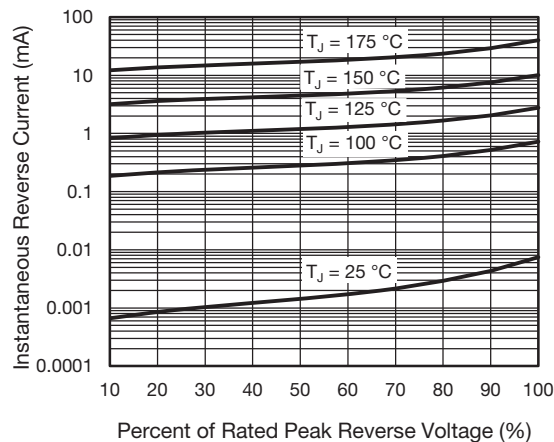 Instantaneous Reverse Current (mA)
100
10
1
0.1
0.01
0.001
0.0001
TJ = 175 °C
TJ = 150 °C
TJ = 125 °C
TJ = 100 °C
TJ = 25 °C
10 20 30 40 50 60 70 80 90 100
Percent of Rated Peak Reverse Voltage (%)